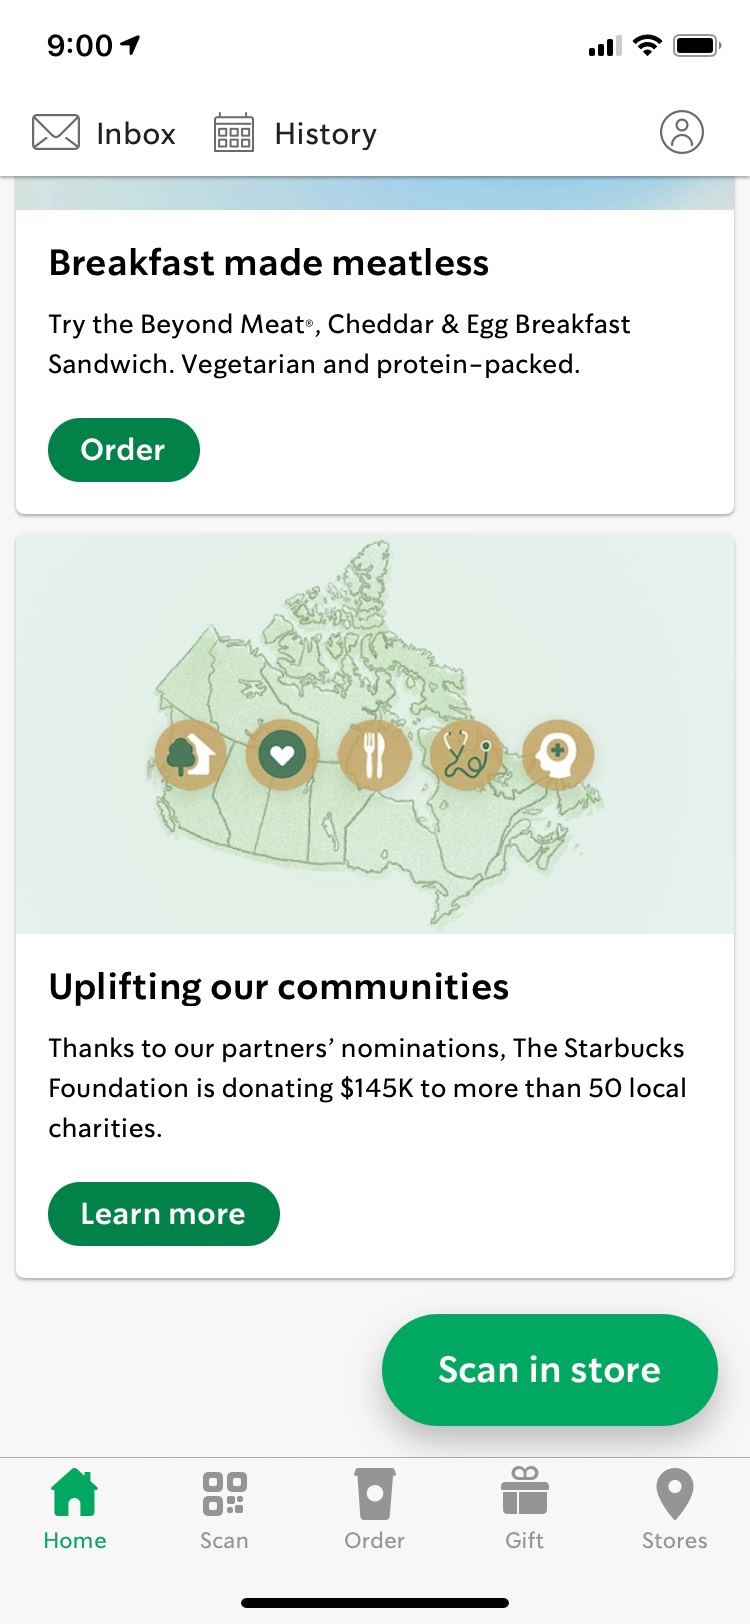 9:00
Inbox History
Breakfast made meatless
Try the Beyond Meat®, Cheddar & Egg Breakfast
Sandwich. Vegetarian and protein-packed.
Order
Uplifting our communities
Thanks to our partners’ nominations, The Starbucks
Foundation is donating $145K to more than 50 local
charities.
Learn more
Scan in store
Home Scan Order Gift Stores